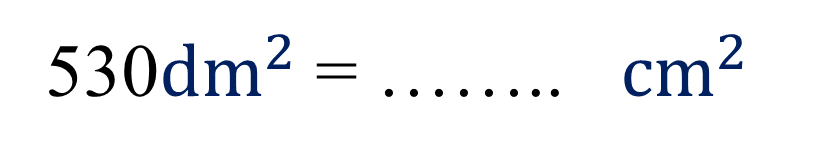 530dm² = ........ cm²